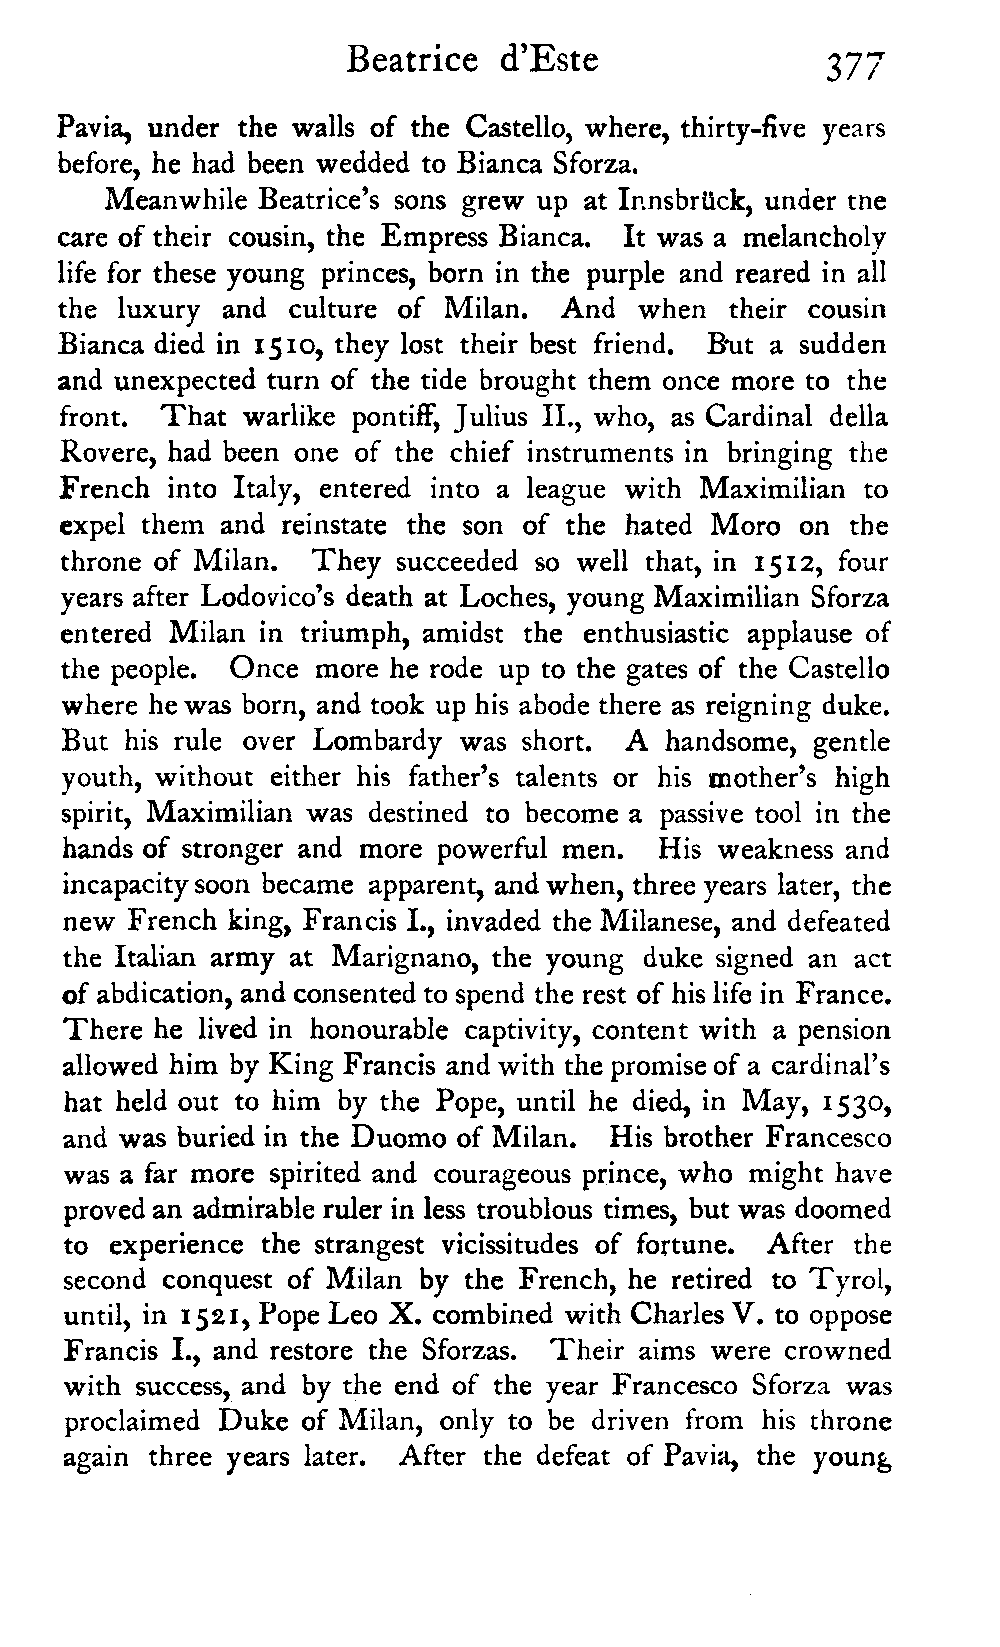 Beatrice d'Este 377
Pavia, under the walls of the Castello, where, thirty-five years
before, he had been wedded to Bianca Sforza.
Meanwhile Beatrice's sons grew up at Innsbrück, under tne
care of their cousin, the Empress Bianca. It was a melancholy
life for these young princes, born in the purple and reared in all
the luxury and culture of Milan. And when their cousin
Bianca died in 1510, they lost their best friend. But a sudden
and unexpected turn of the tide brought them once more to the
front. That warlike pontiff, Julius II., who, as Cardinal della
Rovere, had been one of the chief instruments in bringing the
French into Italy, entered into a league with Maximilian to
expel them and reinstate the son of the hated Moro on the
throne of Milan. They succeeded so well that, in 1512, four
years after Lodovico's death at Loches, young Maximilian Sforza
entered Milan in triumph, amidst the enthusiastic applause of
the people. Once more he rode up to the gates of the Castello
where he was born, and took up his abode there as reigning duke.
But his rule over Lombardy was short. A handsome, gentle
youth, without either his father's talents or his mother's high
spirit, Maximilian was destined to become a passive tool in the
hands of stronger and more powerful men. His weakness and
incapacity soon became apparent, and when, three years later, the
new French king, Francis I., invaded the Milanese, and defeated
the Italian army at Marignano, the young duke signed an act
of abdication, and consented to spend the rest of his life in France.
There he lived in honourable captivity, content with a pension
allowed him by King Francis and with the promise of a cardinal's
hat held out to him by the Pope, until he died, in May, 1530,
and was buried in the Duomo of Milan. His brother Francesco
was a far more spirited and courageous prince, who might have
proved an admirable ruler in less troublous times, but was doomed
to experience the strangest vicissitudes of fortune. After the
second conquest of Milan by the French, he retired to Tyrol,
until, in 1521, Pope Leo X. combined with Charles V. to oppose
Francis I., and restore the Sforzas. Their aims were crowned
with success, and by the end of the year Francesco Sforza was
proclaimed Duke of Milan, only to be driven from his throne
again three years later. After the defeat of Pavia, the young